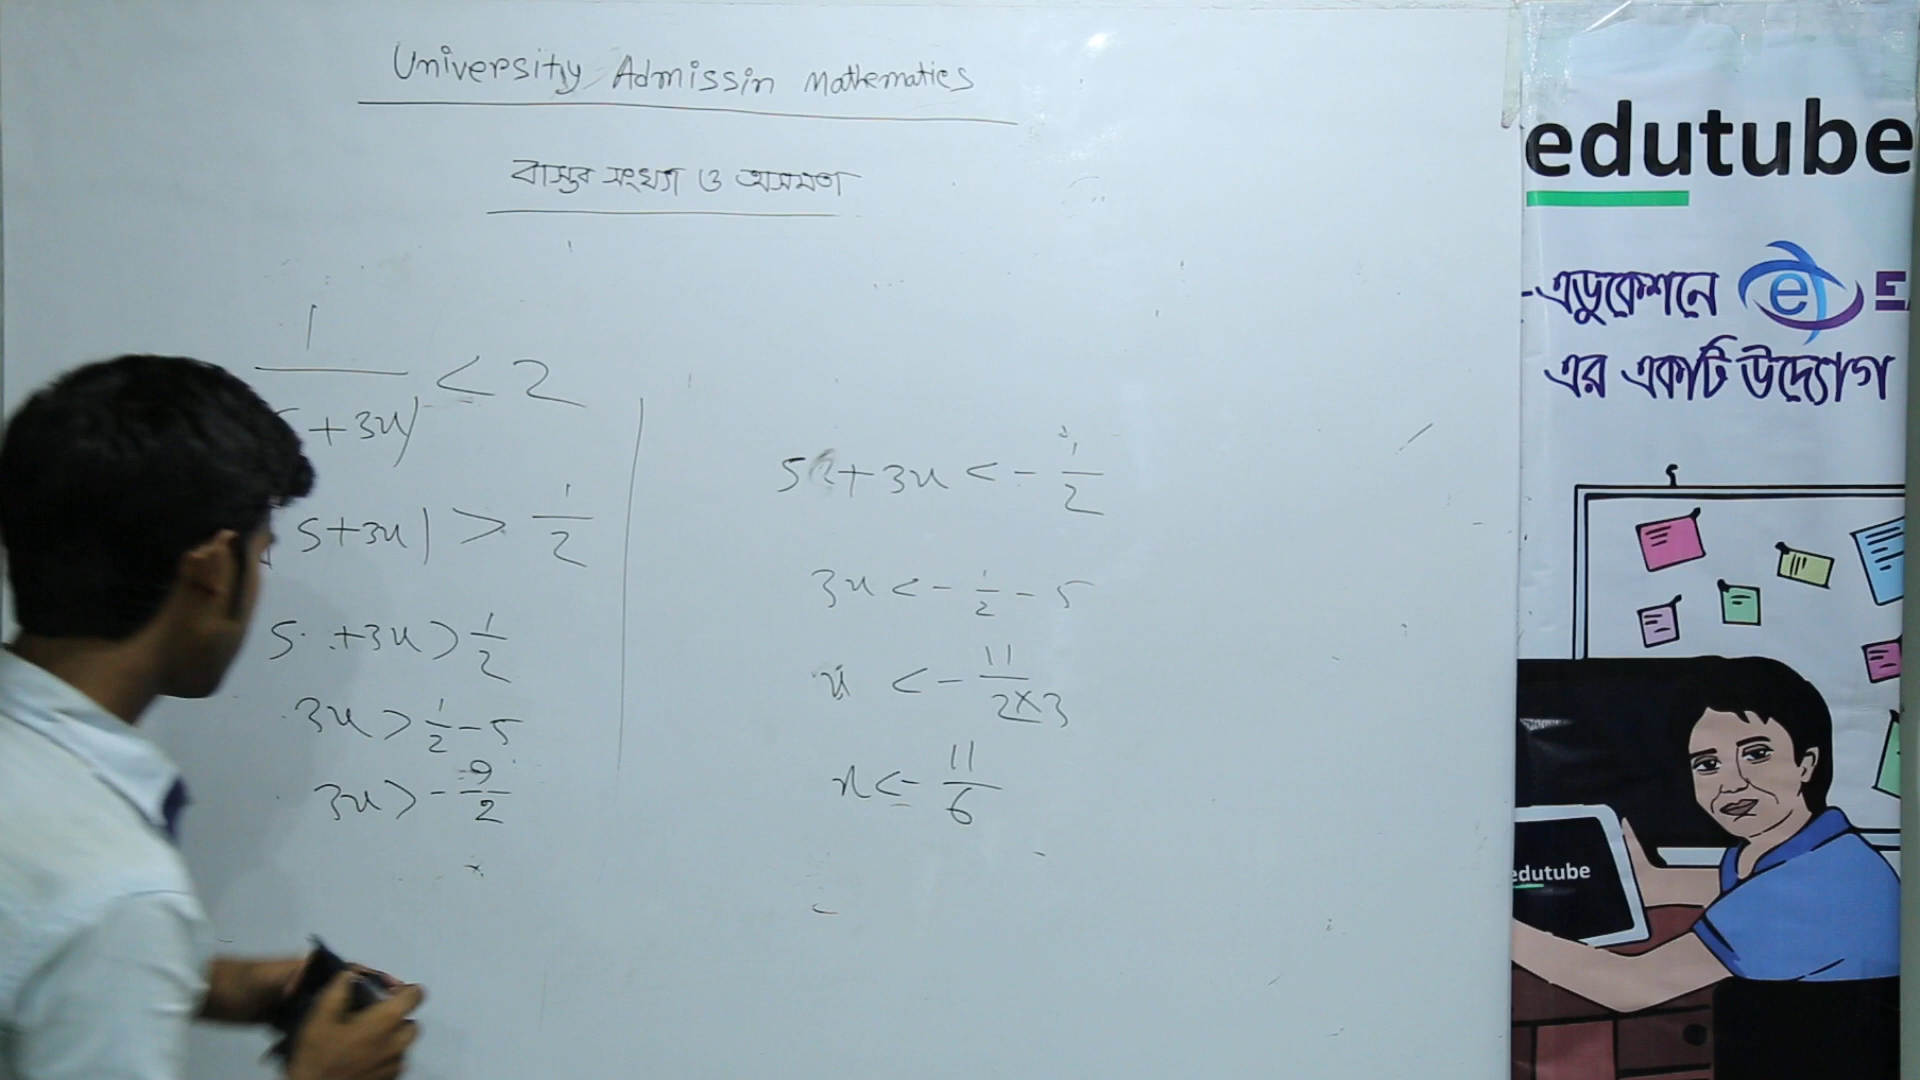 University Admissin Mathematics
বাস্তব সংখ্যা ও অসমতা
1
+ 3x| < 2
|5+3x| > 1/2
5 +3x > 1/2
3x > 1/2 - 5
3x > - 9/2
5 + 3x < - 1/2
3x < - 1/2 - 5
x < - 11/2×3
x < - 11/6
edutube
-এডুকেশনে e E
এর একটি উদ্যোগ
edutube